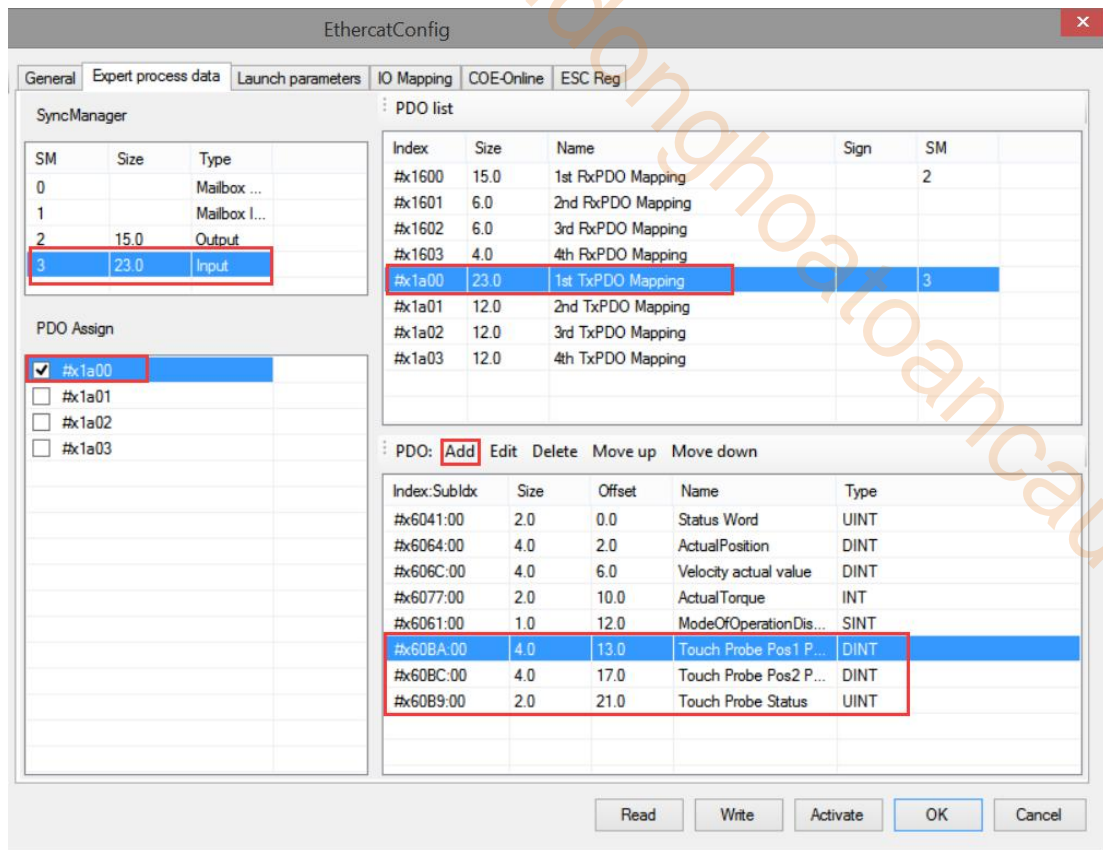 EthercatConfig
General Expert process data Launch parameters IO Mapping COE-Online ESC Reg
SyncManager
SM Size Type
0 Mailbox ...
1 Mailbox I...
2 15.0 Output
3 23.0 Input
PDO Assign
#x1a00
#x1a01
#x1a02
#x1a03
PDO list
Index Size Name Sign SM
#x1600 15.0 1st RxPDO Mapping 2
#x1601 6.0 2nd RxPDO Mapping
#x1602 6.0 3rd RxPDO Mapping
#x1603 4.0 4th RxPDO Mapping
#x1a00 23.0 1st TxPDO Mapping 3
#x1a01 12.0 2nd TxPDO Mapping
#x1a02 12.0 3rd TxPDO Mapping
#x1a03 12.0 4th TxPDO Mapping
PDO: Add Edit Delete Move up Move down
Index:SubIdx Size Offset Name Type
#x6041:00 2.0 0.0 Status Word UINT
#x6064:00 4.0 2.0 ActualPosition DINT
#x606C:00 4.0 6.0 Velocity actual value DINT
#x6077:00 2.0 10.0 ActualTorque INT
#x6061:00 1.0 12.0 ModeOfOperationDis... SINT
#x60BA:00 4.0 13.0 Touch Probe Pos1 P... DINT
#x60BC:00 4.0 17.0 Touch Probe Pos2 P... DINT
#x60B9:00 2.0 21.0 Touch Probe Status UINT
Read Write Activate OK Cancel
donghoatoancau